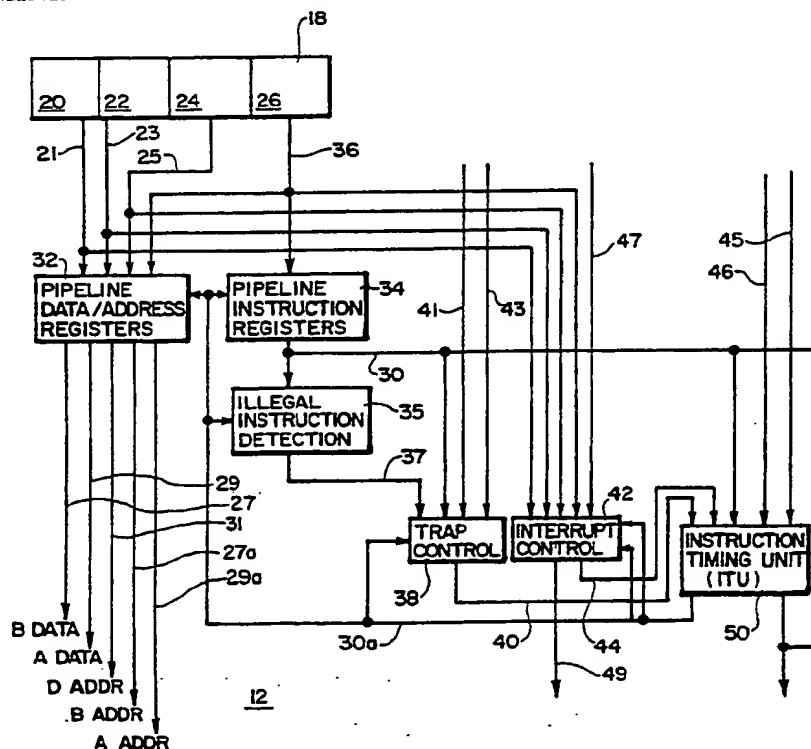 18
20 22 24 26
21
23
25
36
32
PIPELINE
DATA/ADDRESS
REGISTERS
PIPELINE
INSTRUCTION
REGISTERS
34
41
43
47
46
45
30
ILLEGAL
INSTRUCTION
DETECTION
35
37
29
27
31
27a
29a
TRAP
CONTROL
38
INTERRUPT
CONTROL
42
INSTRUCTION
TIMING UNIT
(ITU)
50
30a
40
44
49
B DATA
A DATA
D ADDR
B ADDR
A ADDR
12